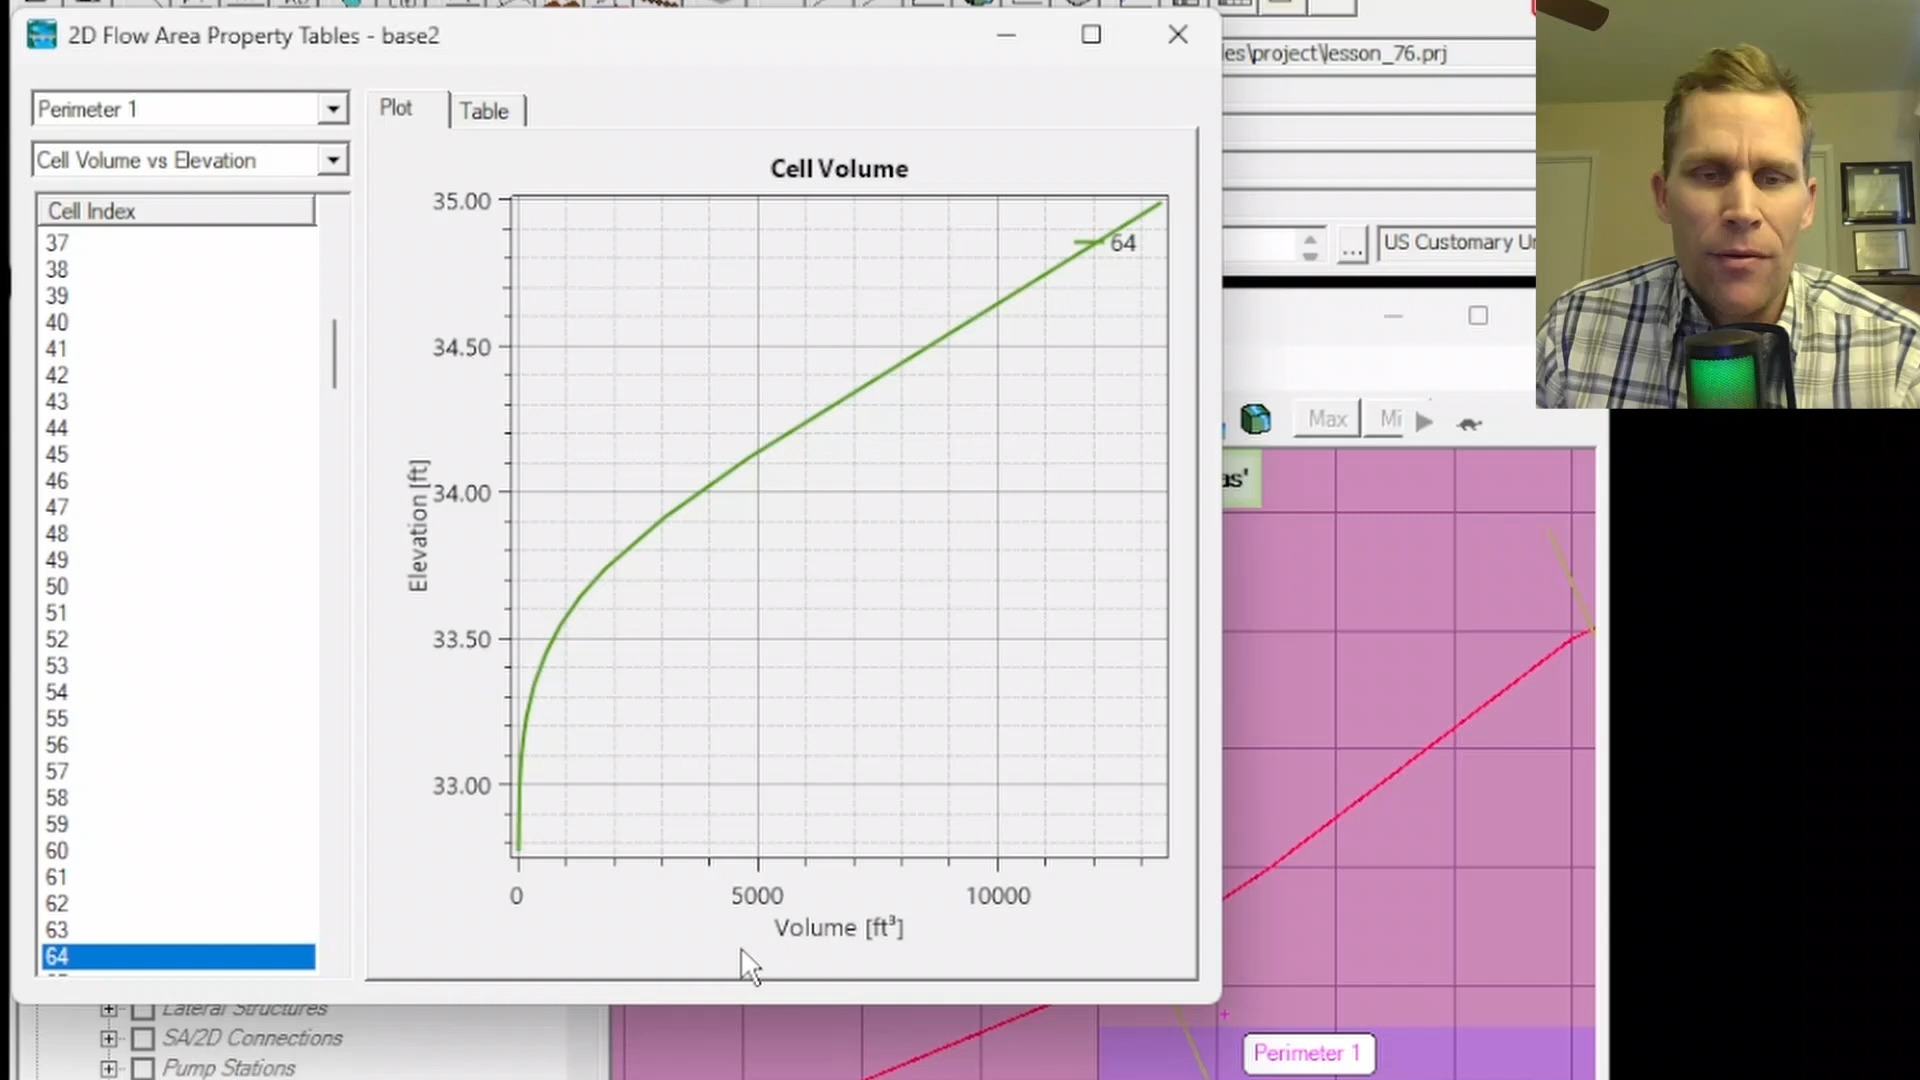 2D Flow Area Property Tables - base2
les\project\lesson_76.prj
Perimeter 1
Plot
Table
Cell Volume vs Elevation
Cell Volume
Cell Index
37
38
39
40
41
42
43
44
45
46
47
48
49
50
51
52
53
54
55
56
57
58
59
60
61
62
63
64
35.00
34.50
34.00
33.50
33.00
Elevation [ft]
64
0
5000
10000
Volume [ft³]
...
US Customary Un
Max
Mi
as'
Lateral Structures
SA/2D Connections
Pump Stations
Perimeter 1